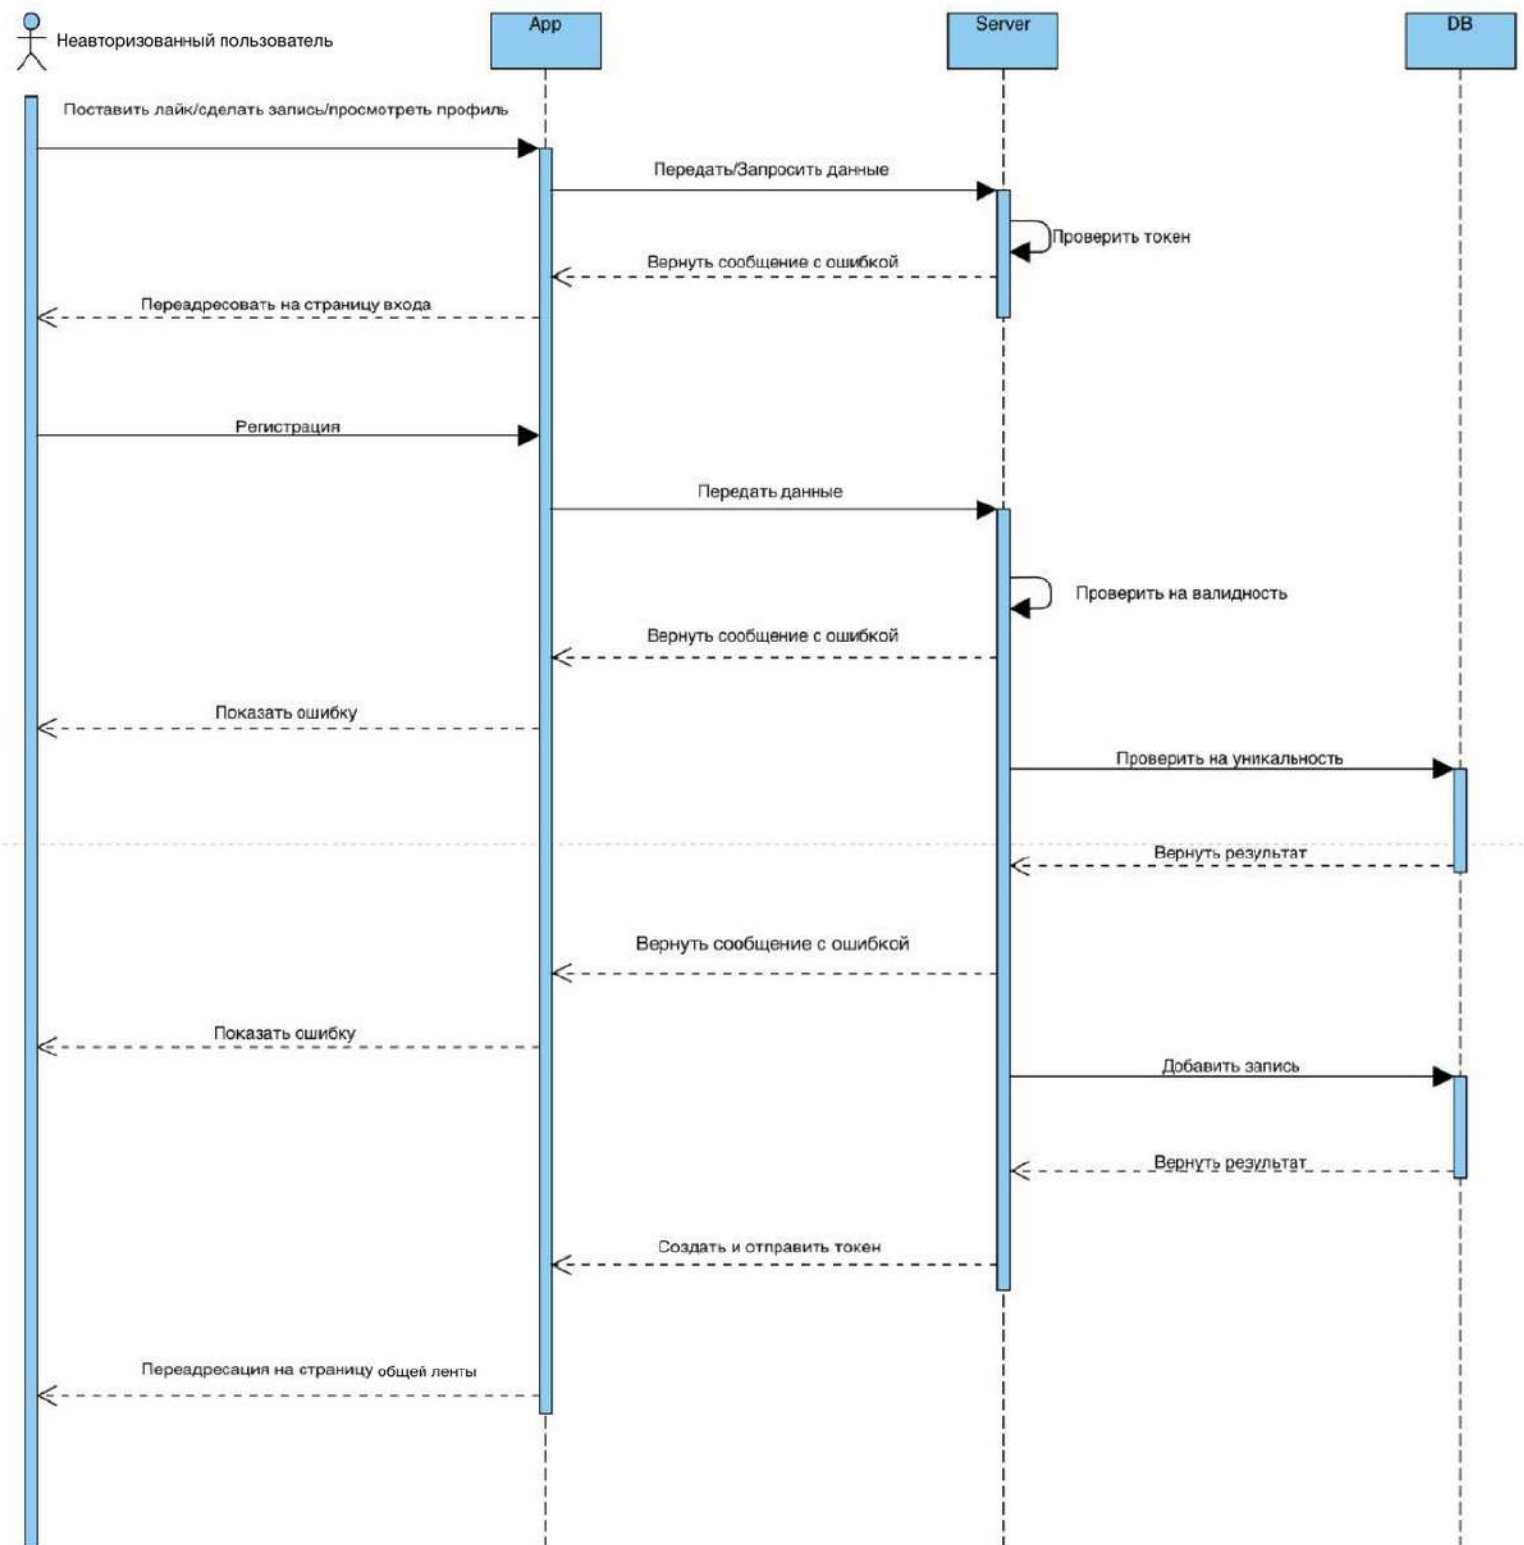 Неавторизованный пользователь
App
Server
DB
Поставить лайк/сделать запись/просмотреть профиль
Передать/Запросить данные
Проверить токен
Вернуть сообщение с ошибкой
Переадресовать на страницу входа
Регистрация
Передать данные
Проверить на валидность
Вернуть сообщение с ошибкой
Показать ошибку
Проверить на уникальность
Вернуть результат
Вернуть сообщение с ошибкой
Показать ошибку
Добавить запись
Вернуть результат
Создать и отправить токен
Переадресация на страницу общей ленты